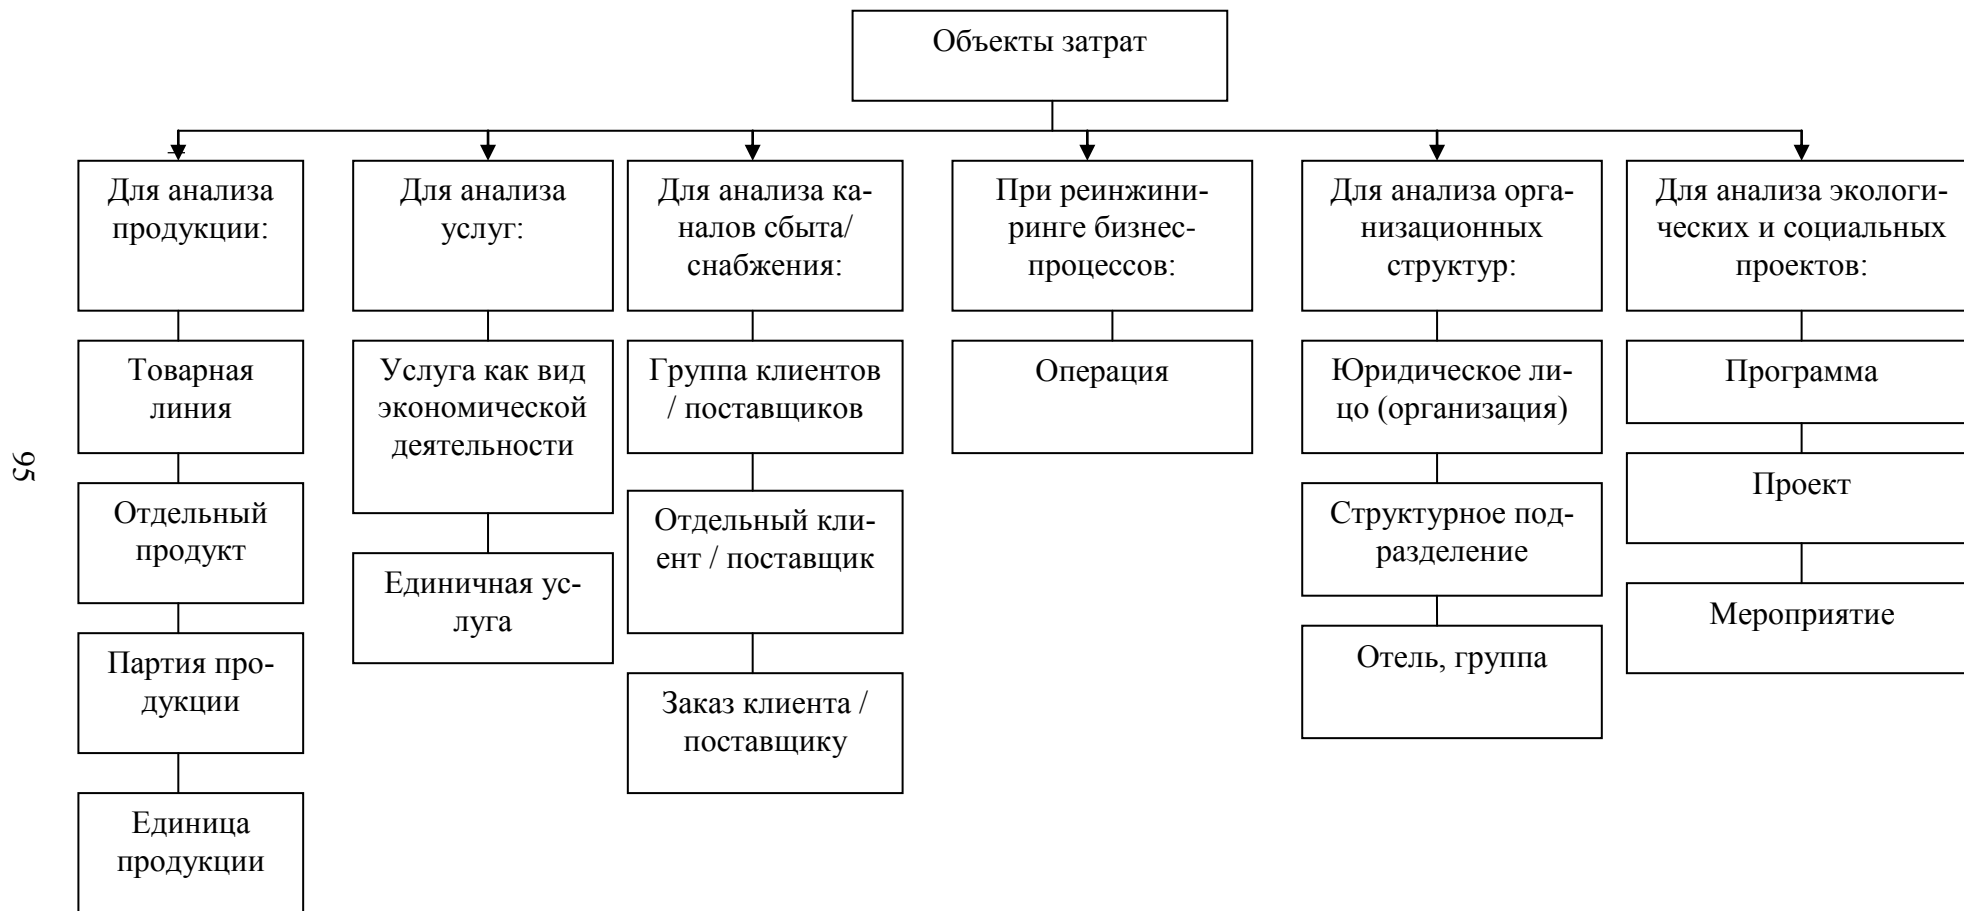 Объекты затрат
Для анализа
продукции:
Товарная
линия
Отдельный
продукт
Партия про-
дукции
Единица
продукции
Для анализа
услуг:
Услуга как вид
экономической
деятельности
Единичная ус-
луга
Для анализа ка-
налов сбыта/
снабжения:
Группа клиентов
/ поставщиков
Отдельный кли-
ент / поставщик
Заказ клиента /
поставщику
При реинжини-
ринге бизнес-
процессов:
Операция
Для анализа орга-
низационных
структур:
Юридическое ли-
цо (организация)
Структурное под-
разделение
Отель, группа
Для анализа экологи-
ческих и социальных
проектов:
Программа
Проект
Мероприятие
95